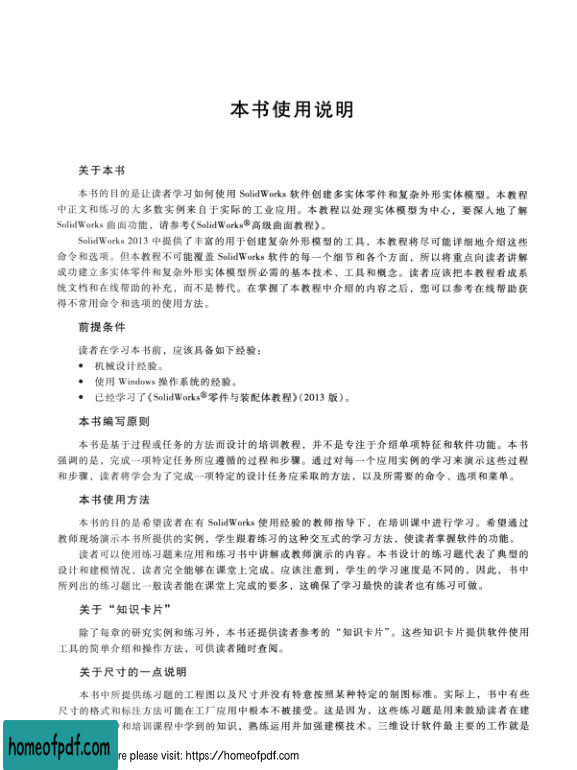 本书使用说明
关于本书
本书的目的是让读者学习如何使用 SolidWorks 软件创建多实体零件和复杂外形实体模型。本教程
中正文和练习的大多数实例来自于实际的工业应用。本教程以处理实体模型为中心，要深入地了解
SolidWorks 曲面功能，请参考《SolidWorks®高级曲面教程》。
SolidWorks 2013 中提供了丰富的用于创建复杂外形模型的工具，本教程将尽可能详细地介绍这些
命令和选项。但本教程不可能覆盖 SolidWorks 软件的每一个细节和各个方面，所以将重点向读者讲解
成功建立多实体零件和复杂外形实体模型所必需的基本技术、工具和概念。读者应该把本教程看成系
统文档和在线帮助的补充，而不是替代。在掌握了本教程中介绍的内容之后，您可以参考在线帮助获
得不常用命令和选项的使用方法。
前提条件
读者在学习本书前，应该具备如下经验：
● 机械设计经验。
● 使用 Windows 操作系统的经验。
● 已经学习了《SolidWorks®零件与装配体教程》（2013 版）。
本书编写原则
本书是基于过程或任务的方法而设计的培训教程，并不是专注于介绍单项特征和软件功能。本书
强调的是，完成一项特定任务所应遵循的过程和步骤。通过对每一个应用实例的学习来演示这些过程
和步骤，读者将学会为了完成一项特定的设计任务应采取的方法，以及所需要的命令、选项和菜单。
本书使用方法
本书的目的是希望读者在有 SolidWorks 使用经验的教师指导下，在培训课中进行学习。希望通过
教师现场演示本书所提供的实例，学生跟着练习的这种交互式的学习方法，使读者掌握软件的功能。
读者可以使用练习题来应用和练习书中讲解或教师演示的内容。本书设计的练习题代表了典型的
设计和建模情况，读者完全能够在课堂上完成。应该注意到，学生的学习速度是不同的，因此，书中
所列出的练习题比一般读者能在课堂上完成的要多，这确保了学习最快的读者也有练习可做。
关于“知识卡片”
除了每章的研究实例和练习外，本书还提供读者参考的“知识卡片”。这些知识卡片提供软件使用
工具的简单介绍和操作方法，可供读者随时查阅。
关于尺寸的一点说明
本书中所提供练习题的工程图以及尺寸并没有特意按照某种特定的制图标准。实际上，书中有些
尺寸的格式和标注方法可能在工厂应用中根本不被接受。这是因为，这些练习题是用来鼓励读者在建
和培训课程中学到的知识，熟练运用并加强建模技术。三维设计软件最主要的工作就是
homeofpdf.com
re please visit: https://homeofpdf.com